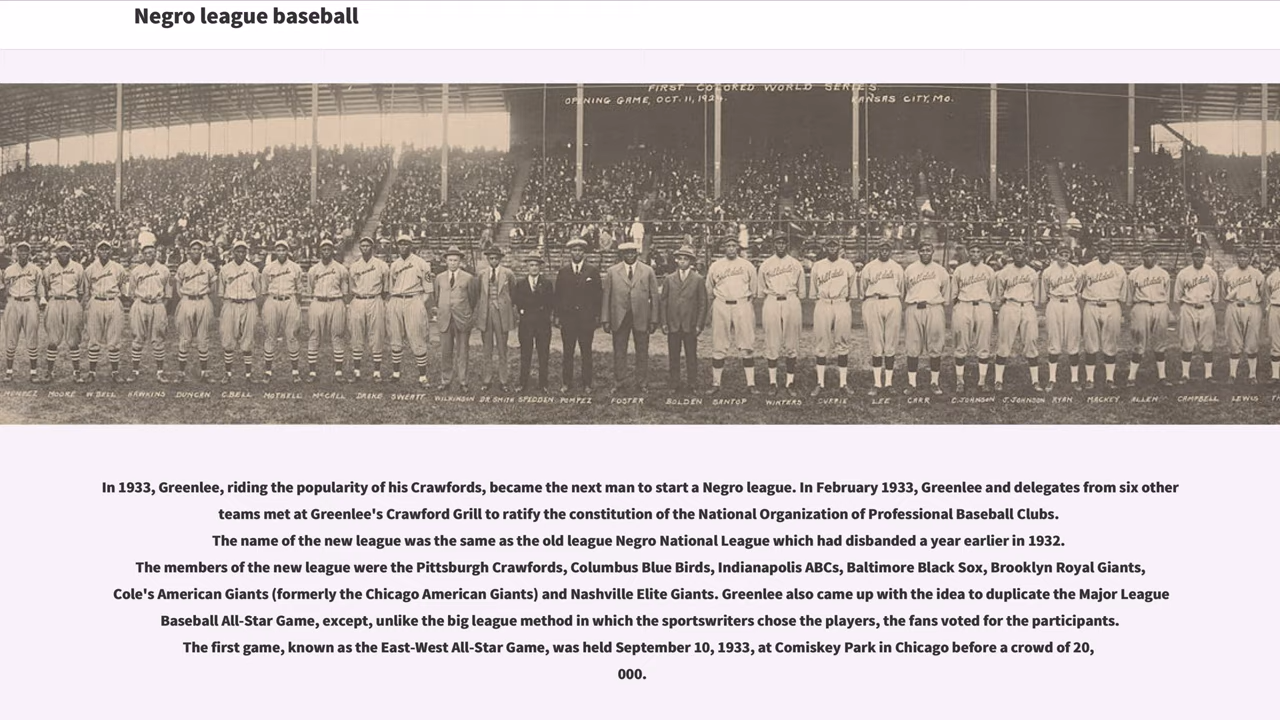 Negro league baseball
FIRST COLORED WORLD SERIES
OPENING GAME, OCT. 11, 1924. KANSAS CITY, MO.
MENDEZ MOORE W.BELL HAWKINS DUNCAN C.BELL MOTHELL McCALL DRAKE SWEATT WILKINSON DR SMITH SPEDDEN POMPEZ FOSTER BOLDEN SANTOP WINTERS CURRIE LEE CARR C.JOHNSON J.JOHNSON RYAN MACKEY ALLEN CAMPBELL LEWIS
In 1933, Greenlee, riding the popularity of his Crawfords, became the next man to start a Negro league. In February 1933, Greenlee and delegates from six other
teams met at Greenlee's Crawford Grill to ratify the constitution of the National Organization of Professional Baseball Clubs.
The name of the new league was the same as the old league Negro National League which had disbanded a year earlier in 1932.
The members of the new league were the Pittsburgh Crawfords, Columbus Blue Birds, Indianapolis ABCs, Baltimore Black Sox, Brooklyn Royal Giants,
Cole's American Giants (formerly the Chicago American Giants) and Nashville Elite Giants. Greenlee also came up with the idea to duplicate the Major League
Baseball All-Star Game, except, unlike the big league method in which the sportswriters chose the players, the fans voted for the participants.
The first game, known as the East-West All-Star Game, was held September 10, 1933, at Comiskey Park in Chicago before a crowd of 20,
000.